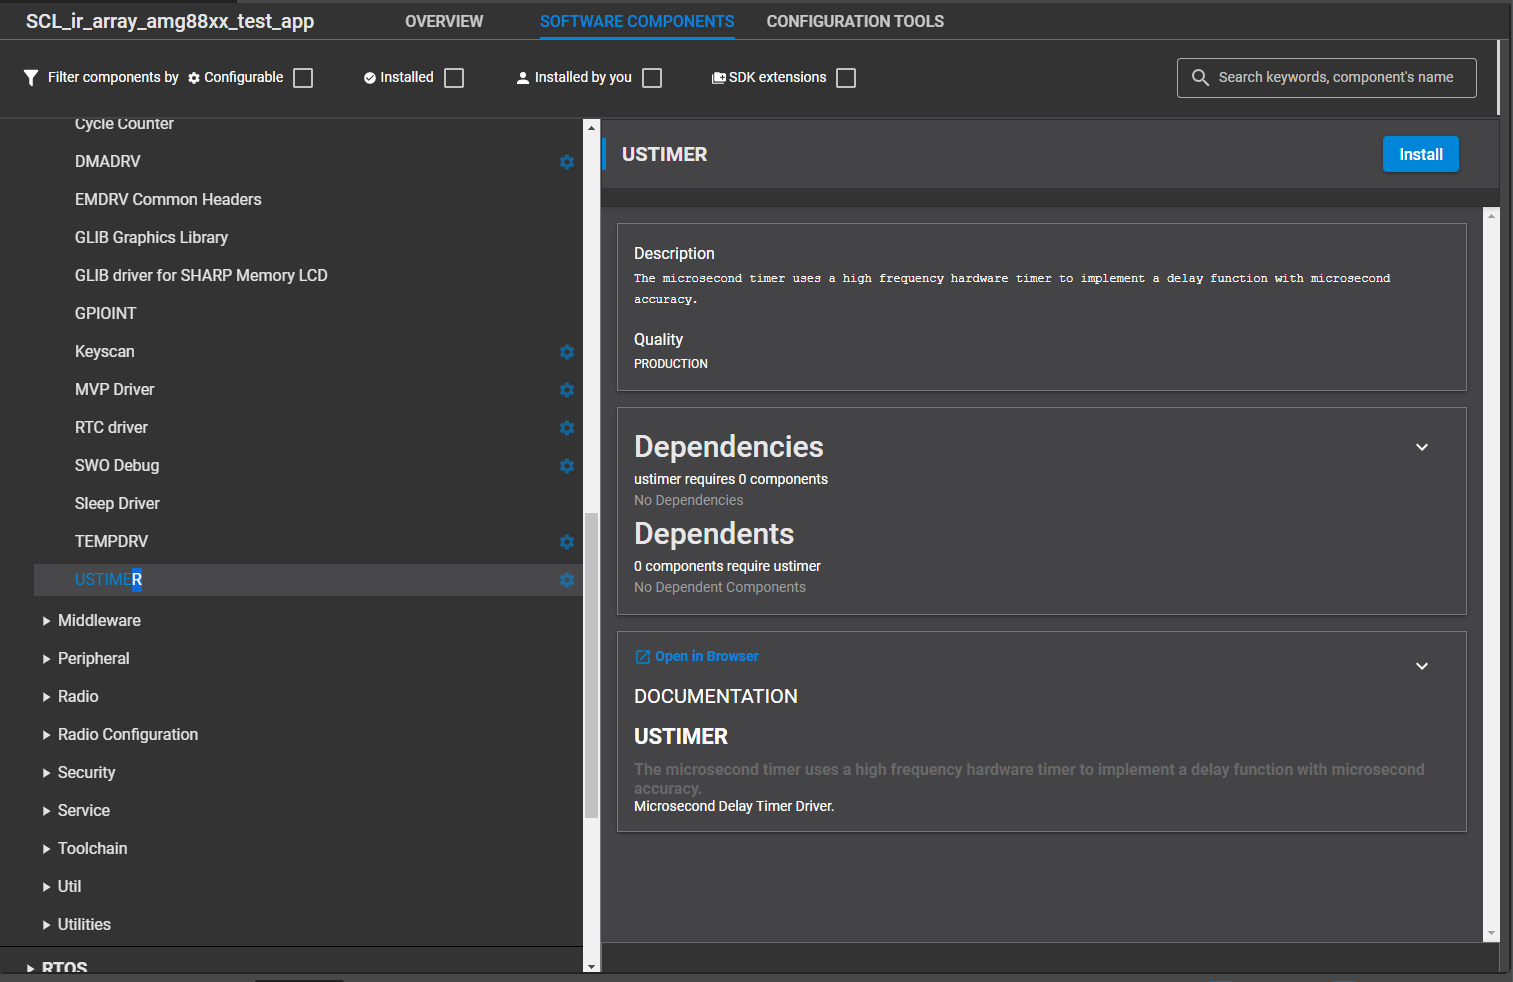 SCL_ir_array_amg88xx_test_app
OVERVIEW
SOFTWARE COMPONENTS
CONFIGURATION TOOLS
Filter components by
Configurable
Installed
Installed by you
SDK extensions
Search keywords, component's name
Cycle Counter
DMADRV
EMDRV Common Headers
GLIB Graphics Library
GLIB driver for SHARP Memory LCD
GPIOINT
Keyscan
MVP Driver
RTC driver
SWO Debug
Sleep Driver
TEMPDRV
USTIMER
Middleware
Peripheral
Radio
Radio Configuration
Security
Service
Toolchain
Util
Utilities
RTOS
USTIMER
Install
Description
The microsecond timer uses a high frequency hardware timer to implement a delay function with microsecond
accuracy.
Quality
PRODUCTION
Dependencies
ustimer requires 0 components
No Dependencies
Dependents
0 components require ustimer
No Dependent Components
Open in Browser
DOCUMENTATION
USTIMER
The microsecond timer uses a high frequency hardware timer to implement a delay function with microsecond
accuracy.
Microsecond Delay Timer Driver.